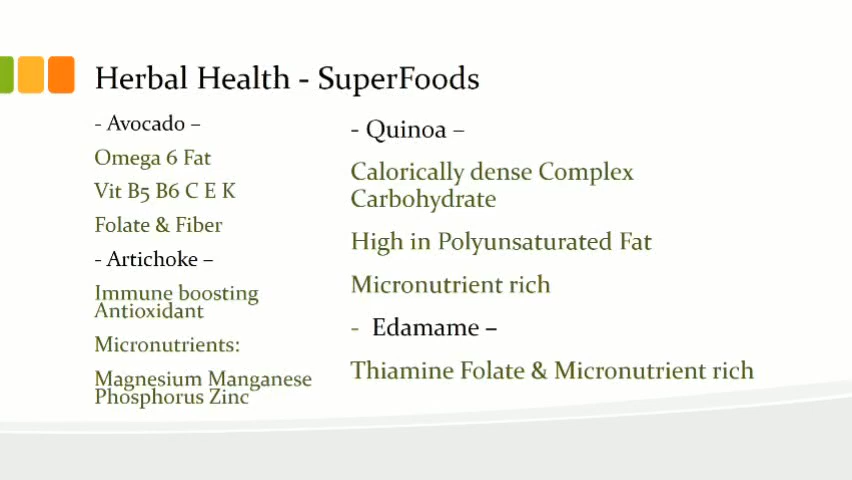 Herbal Health - SuperFoods
- Avocado –
Omega 6 Fat
Vit B5 B6 C E K
Folate & Fiber
- Artichoke –
Immune boosting
Antioxidant
Micronutrients:
Magnesium Manganese
Phosphorus Zinc
- Quinoa –
Calorically dense Complex
Carbohydrate
High in Polyunsaturated Fat
Micronutrient rich
- Edamame –
Thiamine Folate & Micronutrient rich